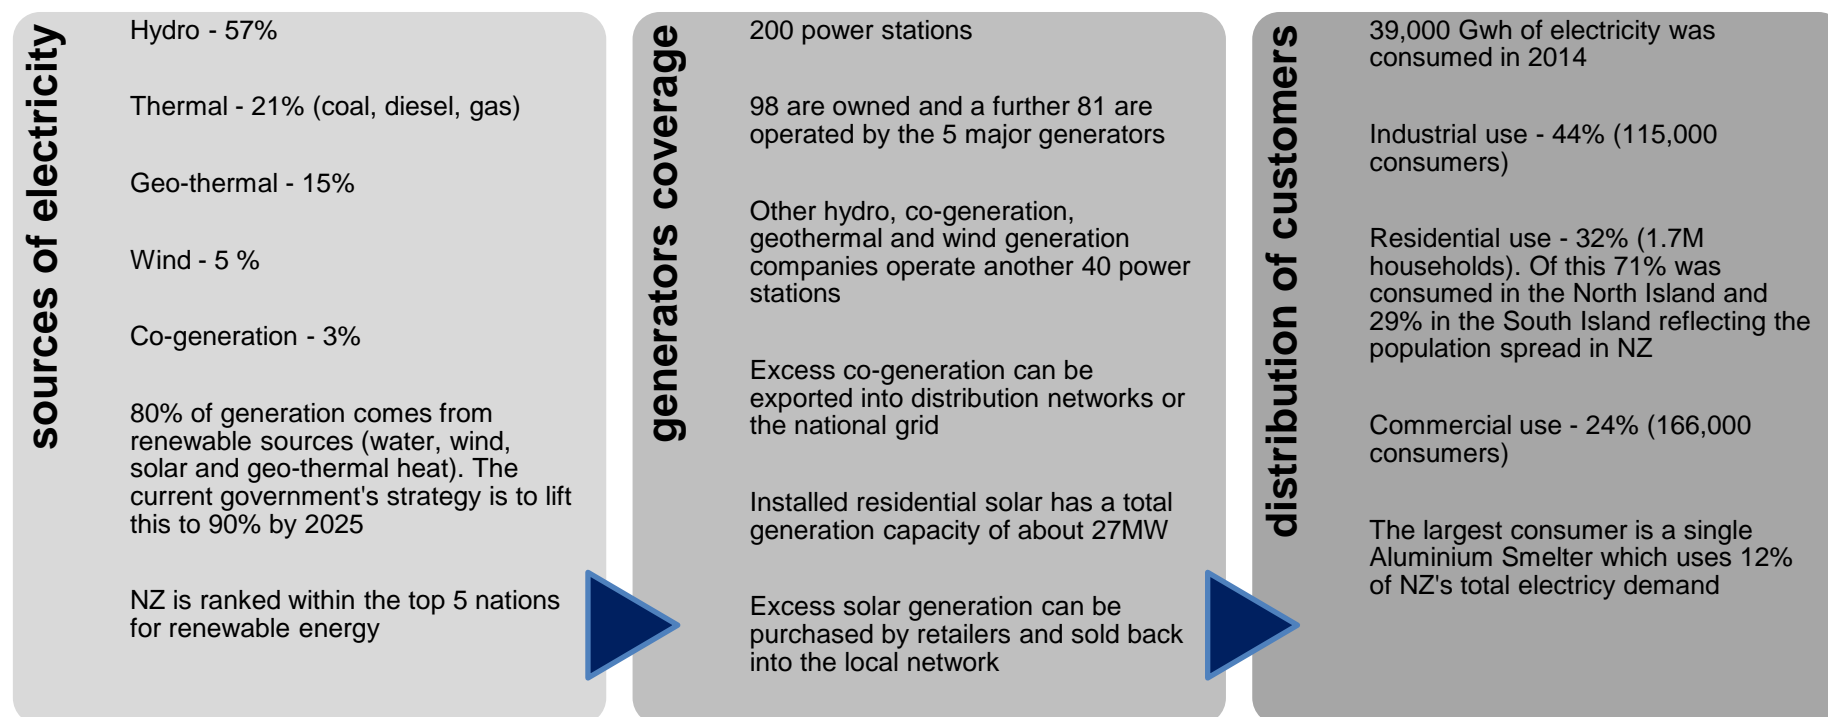 sources of electricity
Hydro - 57%
Thermal - 21% (coal, diesel, gas)
Geo-thermal - 15%
Wind - 5 %
Co-generation - 3%
80% of generation comes from
renewable sources (water, wind,
solar and geo-thermal heat). The
current government's strategy is to lift
this to 90% by 2025
NZ is ranked within the top 5 nations
for renewable energy
generators coverage
200 power stations
98 are owned and a further 81 are
operated by the 5 major generators
Other hydro, co-generation,
geothermal and wind generation
companies operate another 40 power
stations
Excess co-generation can be
exported into distribution networks or
the national grid
Installed residential solar has a total
generation capacity of about 27MW
Excess solar generation can be
purchased by retailers and sold back
into the local network
distribution of customers
39,000 Gwh of electricity was
consumed in 2014
Industrial use - 44% (115,000
consumers)
Residential use - 32% (1.7M
households). Of this 71% was
consumed in the North Island and
29% in the South Island reflecting the
population spread in NZ
Commercial use - 24% (166,000
consumers)
The largest consumer is a single
Aluminium Smelter which uses 12%
of NZ's total electricy demand